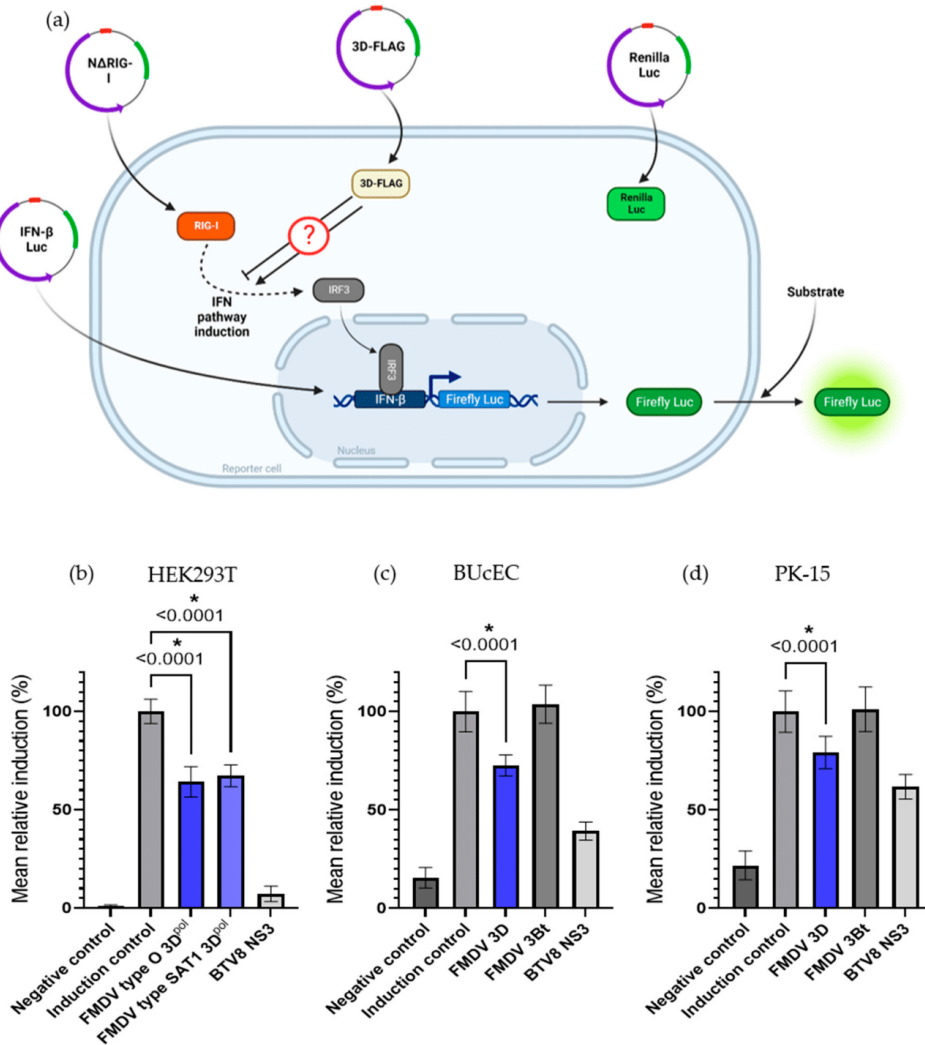 (a)
NΔRIG-
I
3D-FLAG
Renilla
Luc
IFN-β
Luc
3D-FLAG
Renilla
Luc
RIG-I
?
IFN
pathway
induction
IRF3
IRF3
Substrate
IFN-β
Firefly Luc
Firefly Luc
Firefly Luc
Nucleus
Reporter cell
(b) HEK293T
*
<0.0001
*
<0.0001
Mean relative induction (%)
100
50
0
Negative control
Induction control
FMDV type O 3Dpol
FMDV type SAT1 3Dpol
BTV8 NS3
(c) BUcEC
*
<0.0001
Mean relative induction (%)
100
50
0
Negative control
Induction control
FMDV 3D
FMDV 3Bt
BTV8 NS3
(d) PK-15
*
<0.0001
Mean relative induction (%)
100
50
0
Negative control
Induction control
FMDV 3D
FMDV 3Bt
BTV8 NS3